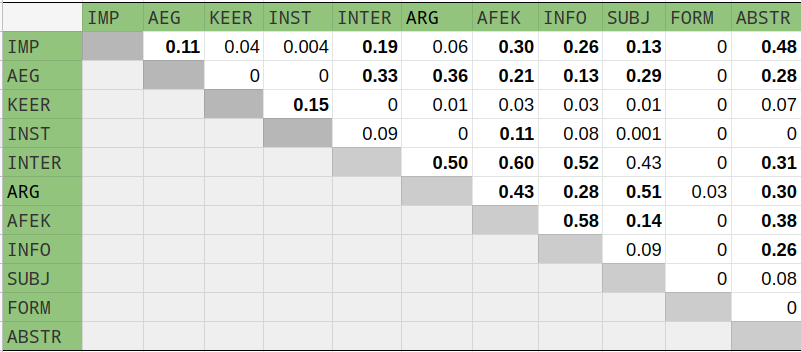 IMP AEG KEER INST INTER ARG AFEK INFO SUBJ FORM ABSTR
IMP 0.11 0.04 0.004 0.19 0.06 0.30 0.26 0.13 0 0.48
AEG 0 0 0.33 0.36 0.21 0.13 0.29 0 0.28
KEER 0.15 0 0.01 0.03 0.03 0.01 0 0.07
INST 0.09 0 0.11 0.08 0.001 0 0
INTER 0.50 0.60 0.52 0.43 0 0.31
ARG 0.43 0.28 0.51 0.03 0.30
AFEK 0.58 0.14 0 0.38
INFO 0.09 0 0.26
SUBJ 0 0.08
FORM 0
ABSTR